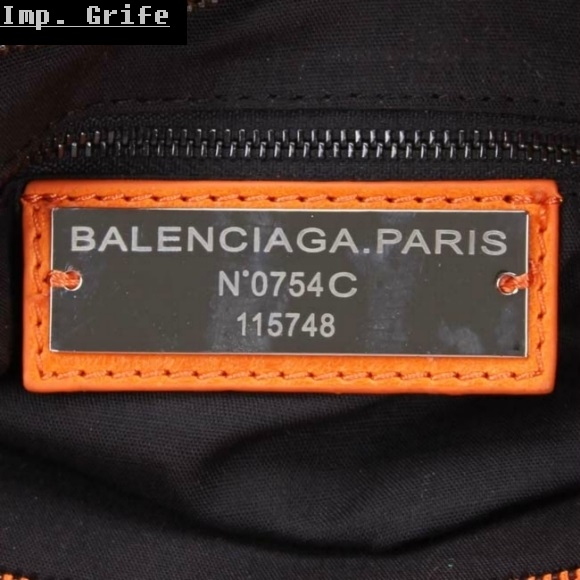 Imp. Grife
BALENCIAGA.PARIS
N°0754C
115748